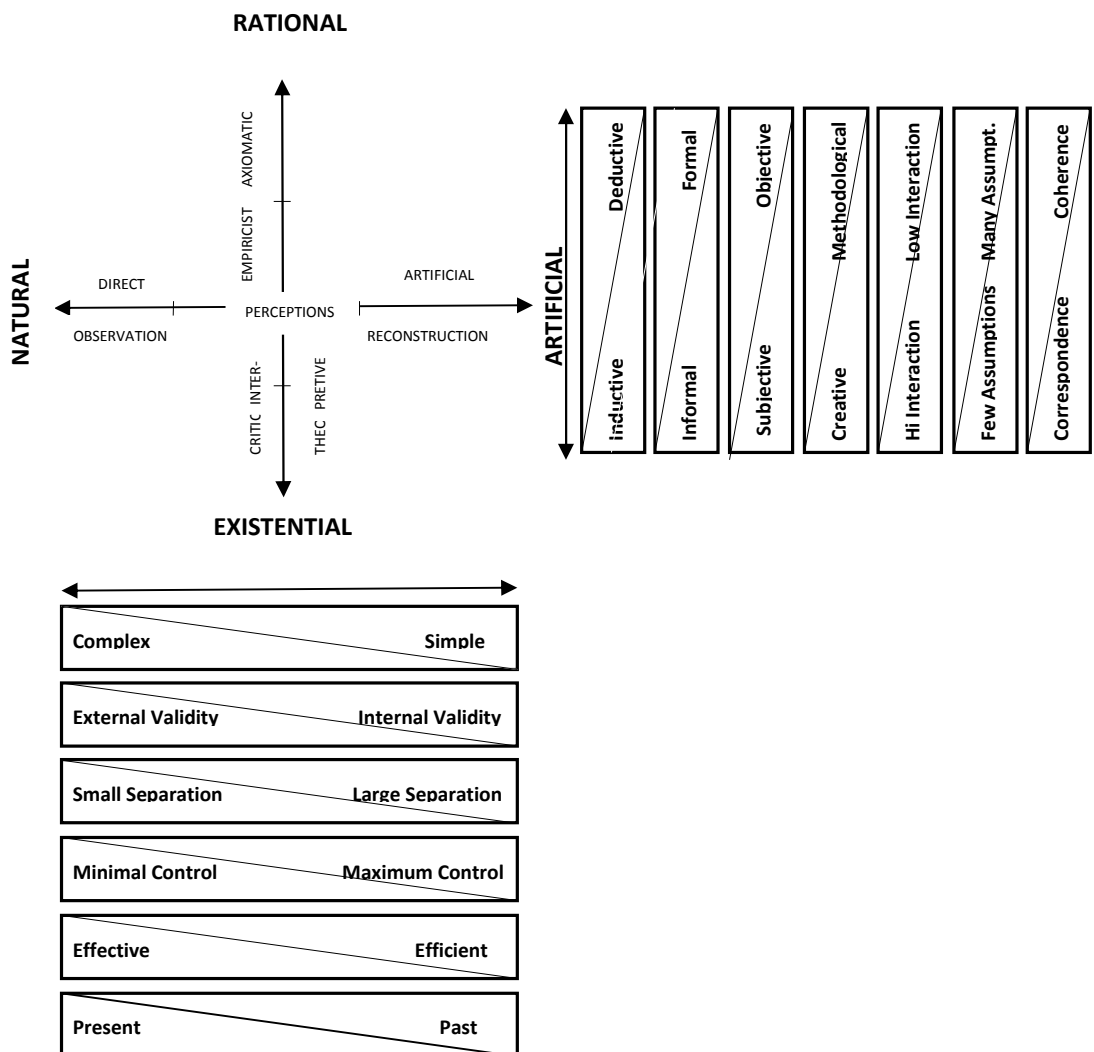 RATIONAL
AXIOMATIC
EMPIRICIST
NATURAL
DIRECT
OBSERVATION
PERCEPTIONS
ARTIFICIAL
RECONSTRUCTION
CRITIC INTER-
THEC PRETIVE
EXISTENTIAL
ARTIFICIAL
Inductive Deductive
Informal Formal
Subjective Objective
Creative Methodological
Hi Interaction Low Interaction
Few Assumptions Many Assumpt.
Correspondence Coherence
Complex Simple
External Validity Internal Validity
Small Separation Large Separation
Minimal Control Maximum Control
Effective Efficient
Present Past